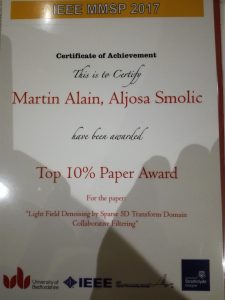 IEEE MMSP 2017
Certificate of Achievement
This is to Certify
Martin Alain, Aljosa Smolic
have been awarded
Top 10% Paper Award
For the paper:
"Light Field Denoising by Sparse 5D Transform Domain
Collaborative Filtering"
University of
Bedfordshire
IEEE
Strathclyde